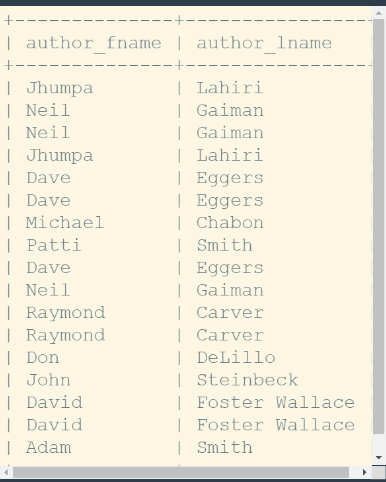 +--------------+----------------
| author_fname | author_lname
+--------------+----------------
| Jhumpa | Lahiri
| Neil | Gaiman
| Neil | Gaiman
| Jhumpa | Lahiri
| Dave | Eggers
| Dave | Eggers
| Michael | Chabon
| Patti | Smith
| Dave | Eggers
| Neil | Gaiman
| Raymond | Carver
| Raymond | Carver
| Don | DeLillo
| John | Steinbeck
| David | Foster Wallace
| David | Foster Wallace
| Adam | Smith